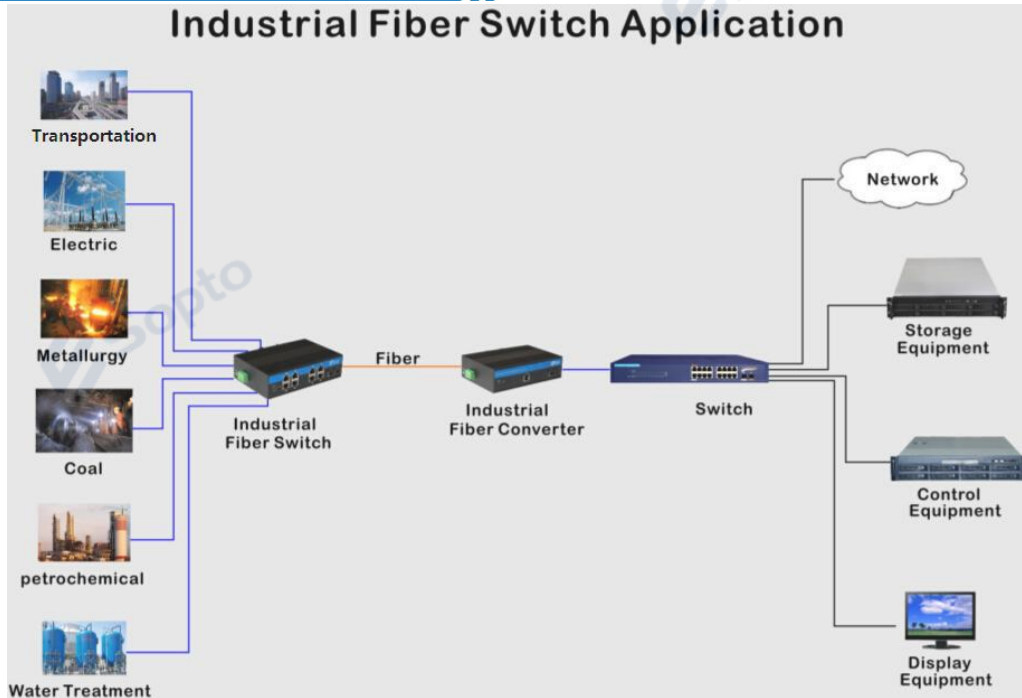 Industrial Fiber Switch Application
Transportation
Electric
Metallurgy
Coal
petrochemical
Water Treatment
Industrial
Fiber Switch
Fiber
Industrial
Fiber Converter
Switch
Network
Storage
Equipment
Control
Equipment
Display
Equipment
Sopto